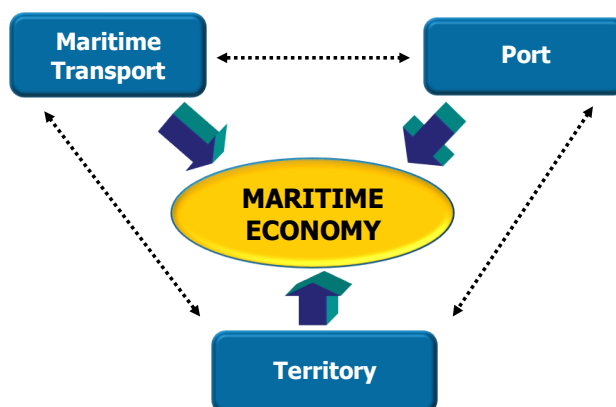 Maritime
Transport
Port
MARITIME
ECONOMY
Territory